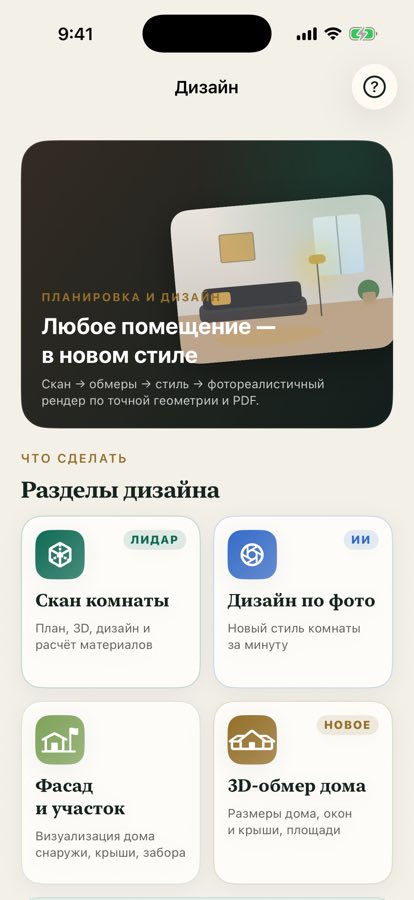 9:41
Дизайн
?
ПЛАНИРОВКА И ДИЗАЙН
Любое помещение —
в новом стиле
Скан → обмеры → стиль → фотореалистичный
рендер по точной геометрии и PDF.
ЧТО СДЕЛАТЬ
Разделы дизайна
ЛИДАР
Скан комнаты
План, 3D, дизайн и
расчёт материалов
ИИ
Дизайн по фото
Новый стиль комнаты
за минуту
Фасад
и участок
Визуализация дома
снаружи, крыши, забора
НОВОЕ
3D-обмер дома
Размеры дома, окон
и крыши, площади